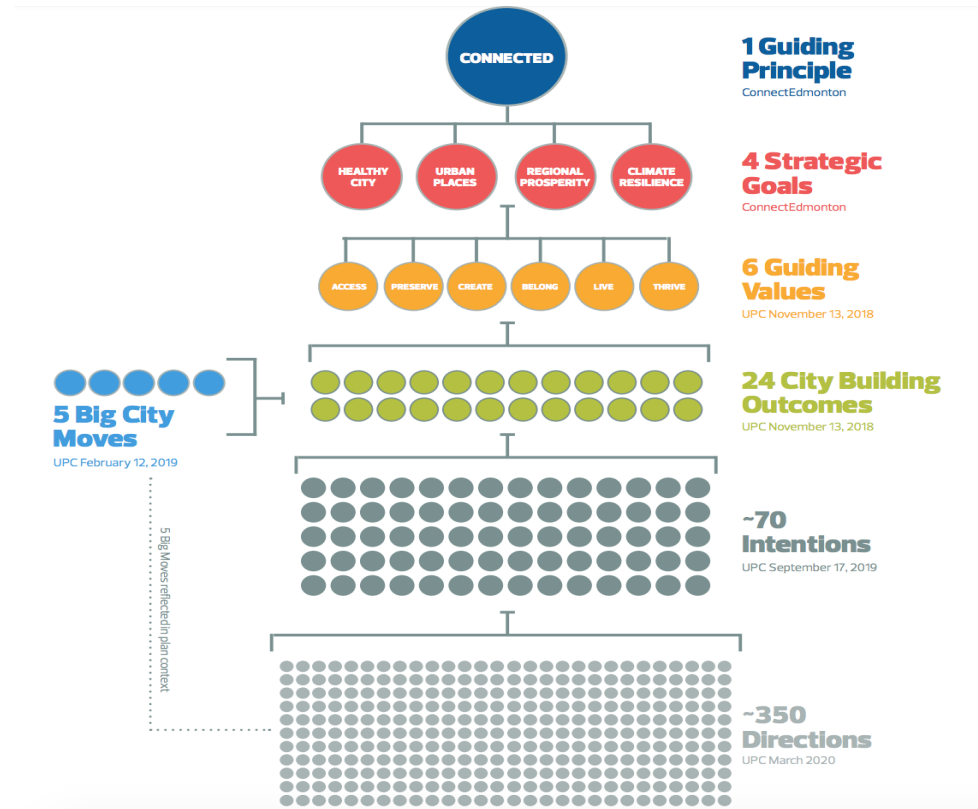 CONNECTED
1 Guiding
Principle
ConnectEdmonton
HEALTHY
CITY
URBAN
PLACES
REGIONAL
PROSPERITY
CLIMATE
RESILIENCE
4 Strategic
Goals
ConnectEdmonton
ACCESS
PRESERVE
CREATE
BELONG
LIVE
THRIVE
6 Guiding
Values
UPC November 13, 2018
5 Big City
Moves
UPC February 12, 2019
24 City Building
Outcomes
UPC November 13, 2018
~70
Intentions
UPC September 17, 2019
5 Big Moves reflected in plan context
~350
Directions
UPC March 2020